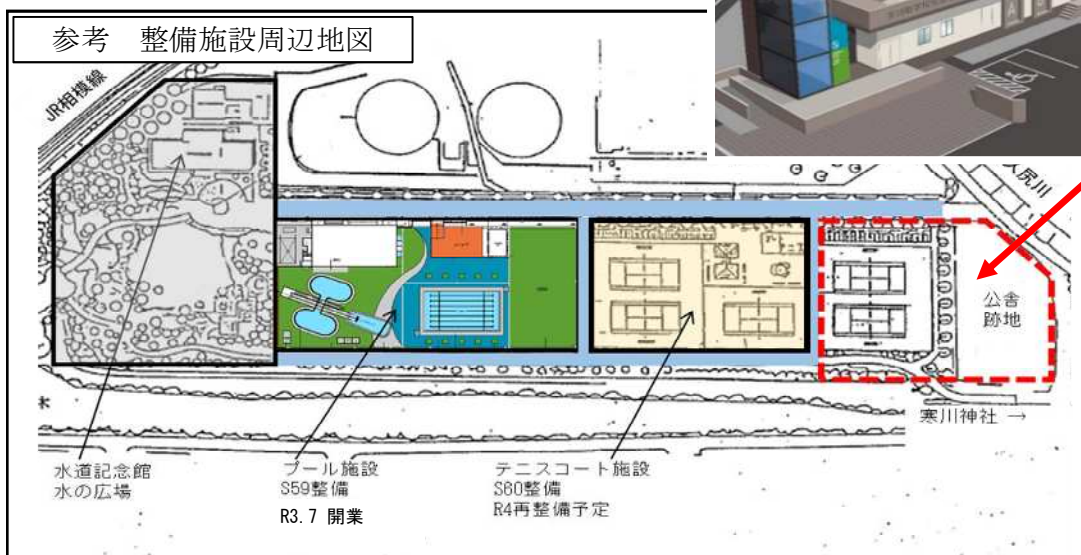 参考 整備施設周辺地図
JR相模線
公舎
跡地
寒川神社 →
水道記念館
水の広場
プール施設
S59整備
R3.7 開業
テニスコート施設
S60整備
R4再整備予定